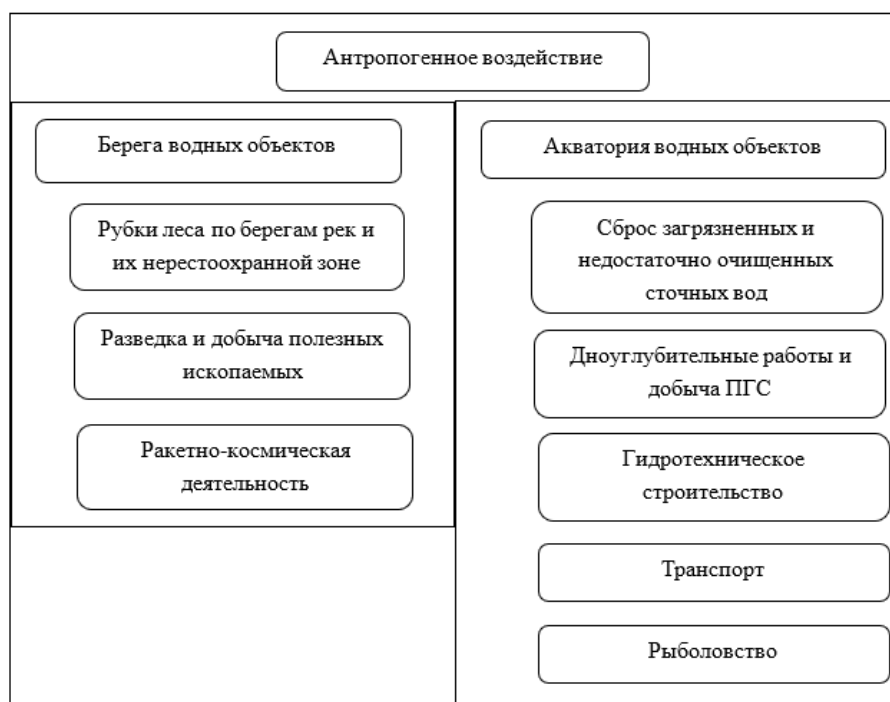 Антропогенное воздействие
Берега водных объектов
Рубки леса по берегам рек и
их нерестоохранной зоне
Разведка и добыча полезных
ископаемых
Ракетно-космическая
деятельность
Акватория водных объектов
Сброс загрязненных и
недостаточно очищенных
сточных вод
Дноуглубительные работы и
добыча ПГС
Гидротехническое
строительство
Транспорт
Рыболовство